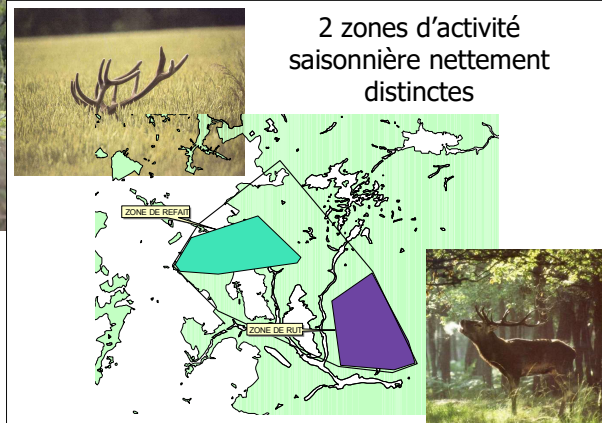 2 zones d’activité
saisonnière nettement
distinctes
ZONE DE REFAIT
ZONE DE RUT